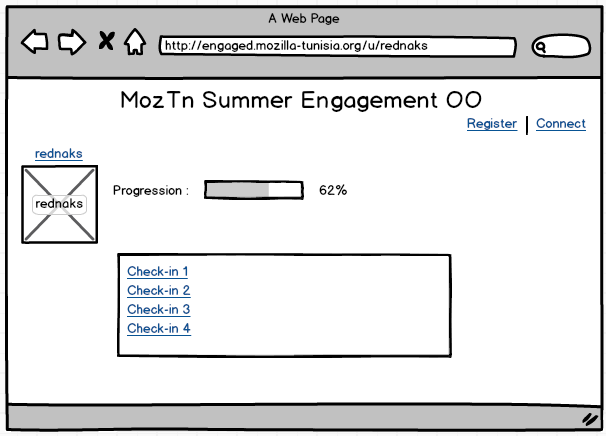 A Web Page
http://engaged.mozilla-tunisia.org/u/rednaks
MozTn Summer Engagement OO
Register | Connect
rednaks
rednaks
Progression : 62%
Check-in 1
Check-in 2
Check-in 3
Check-in 4